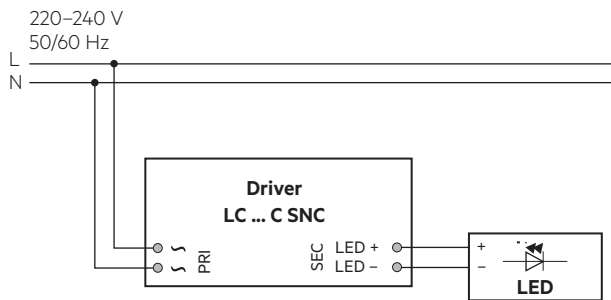 220–240 V
50/60 Hz
L
N
Driver
LC ... C SNC
~ PRI SEC LED + +
~ LED – –
LED